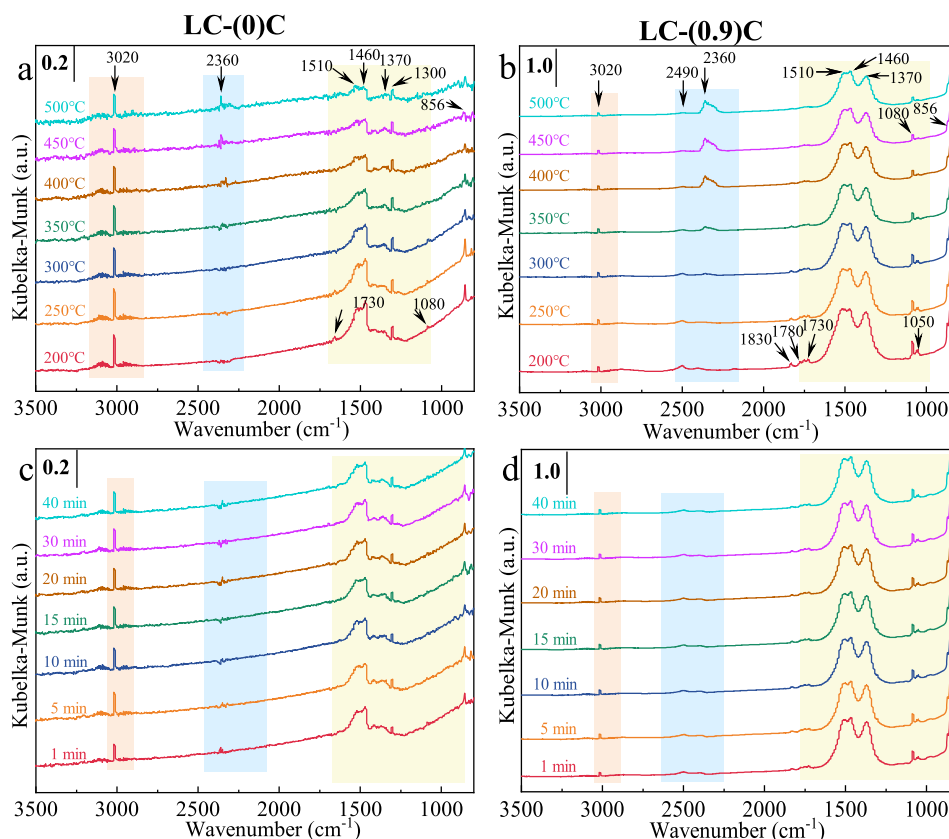 LC-(0)C
LC-(0.9)C
a
0.2
3020
2360
1510
1460
1370
1300
856
500°C
450°C
400°C
350°C
300°C
250°C
200°C
1730
1080
Kubelka-Munk (a.u.)
3500 3000 2500 2000 1500 1000
Wavenumber (cm-1)
b
1.0
3020
2490
2360
1510
1460
1370
1080
856
500°C
450°C
400°C
350°C
300°C
250°C
200°C
1830
1780
1730
1050
Kubelka-Munk (a.u.)
3500 3000 2500 2000 1500 1000
Wavenumber (cm-1)
c
0.2
40 min
30 min
20 min
15 min
10 min
5 min
1 min
Kubelka-Munk (a.u.)
3500 3000 2500 2000 1500 1000
Wavenumber (cm-1)
d
1.0
40 min
30 min
20 min
15 min
10 min
5 min
1 min
Kubelka-Munk (a.u.)
3500 3000 2500 2000 1500 1000
Wavenumber (cm-1)